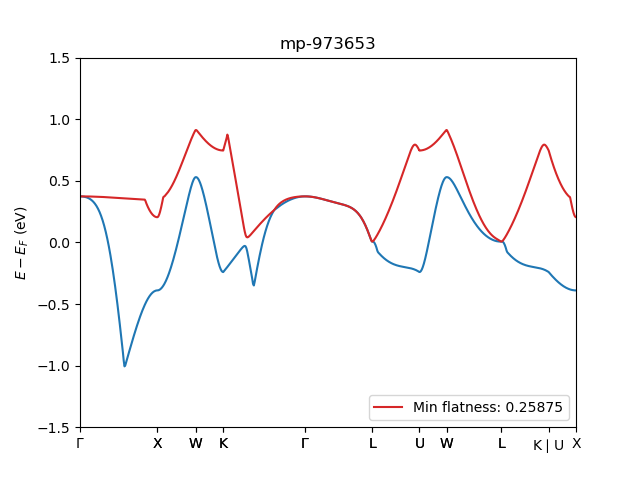 mp-973653
1.5
1.0
0.5
0.0
−0.5
−1.0
−1.5
E − E_F (eV)
Min flatness: 0.25875
Γ X W K Γ L U W L K | U X